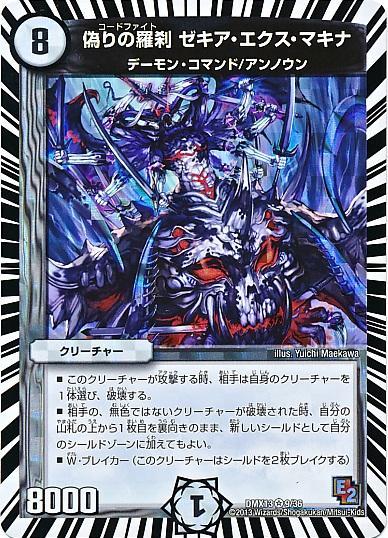 コードファイト
8
偽りの羅刹 ゼキア・エクス・マキナ
デーモン・コマンド/アンノウン
クリーチャー
illus. Yuichi Maekawa
■このクリーチャーが攻撃する時、相手は自身のクリーチャーを
1体選び、破壊する。
■相手の、無色ではないクリーチャーが破壊された時、自分の
山札の上から1枚目を裏向きのまま、新しいシールドとして自分
のシールドゾーンに加えてもよい。
■W・ブレイカー(このクリーチャーはシールドを2枚ブレイクする)
8000
1
E2
DMX13 9/36
©2013 Wizards/Shogakukan/Mitsui-Kids